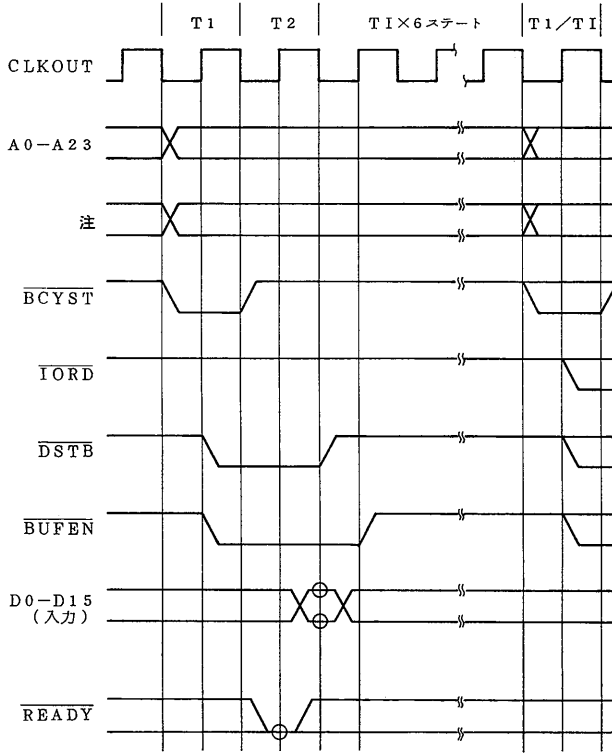 T1 T2 TI×6ステート T1／TI
CLKOUT
A0－A23
注
BCYST
IORD
DSTB
BUFEN
D0－D15
(入力)
READY